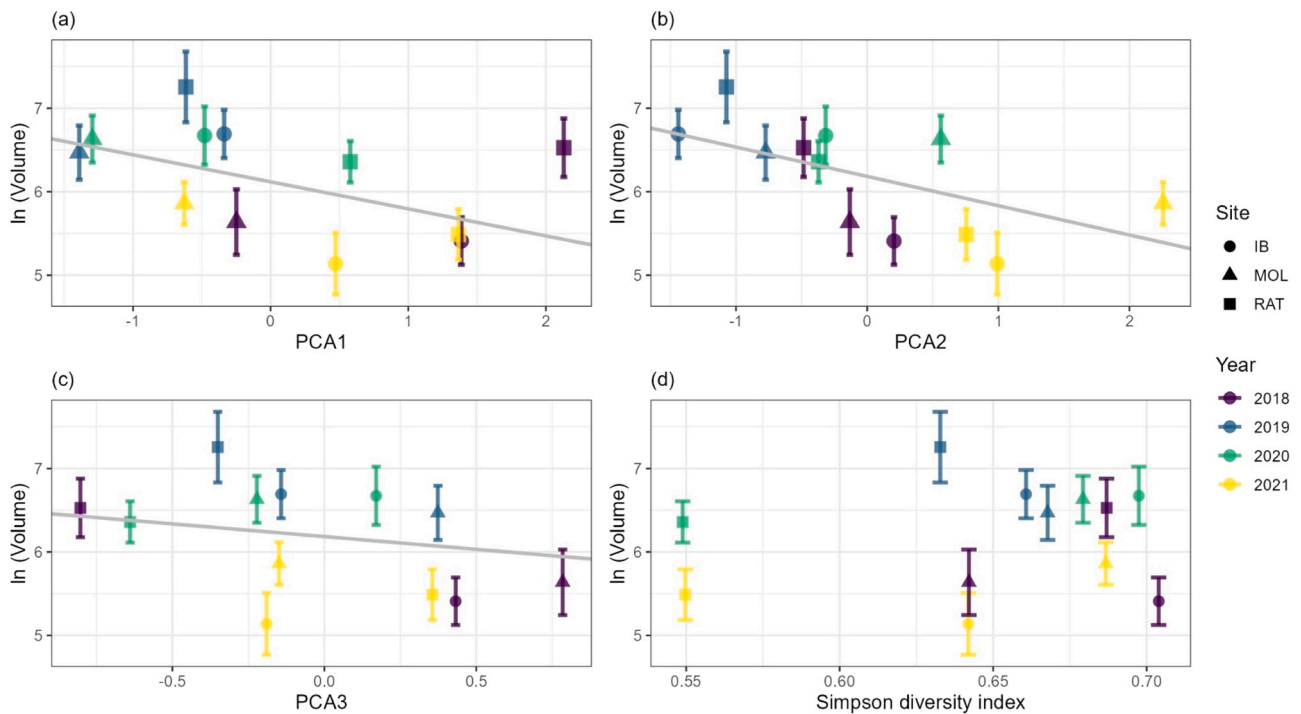 (a)
ln (Volume)
7
6
5
-1 0 1 2
PCA1
(b)
ln (Volume)
7
6
5
-1 0 1 2
PCA2
(c)
ln (Volume)
7
6
5
-0.5 0.0 0.5
PCA3
(d)
ln (Volume)
7
6
5
0.55 0.60 0.65 0.70
Simpson diversity index
Site
IB
MOL
RAT
Year
2018
2019
2020
2021